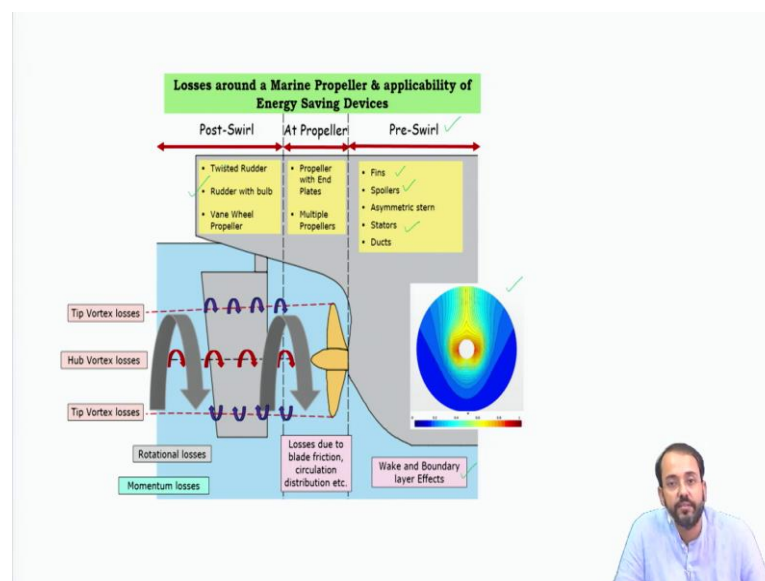 Losses around a Marine Propeller & applicability of
Energy Saving Devices
Post-Swirl
At Propeller
Pre-Swirl
• Twisted Rudder
• Rudder with bulb
• Vane Wheel
Propeller
• Propeller
with End
Plates
• Multiple
Propellers
• Fins
• Spoilers
• Asymmetric stern
• Stators
• Ducts
Tip Vortex losses
Hub Vortex losses
Tip Vortex losses
Rotational losses
Momentum losses
Losses due to
blade friction,
circulation
distribution etc.
Wake and Boundary
layer Effects